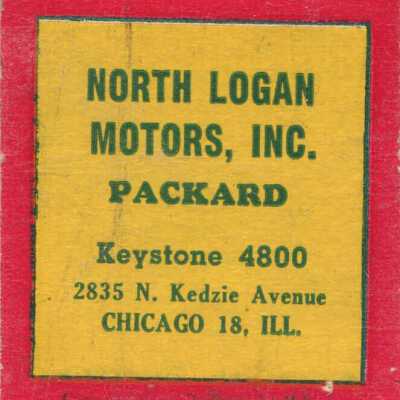 NORTH LOGAN
MOTORS, INC.
PACKARD
Keystone 4800
2835 N. Kedzie Avenue
CHICAGO 18, ILL.